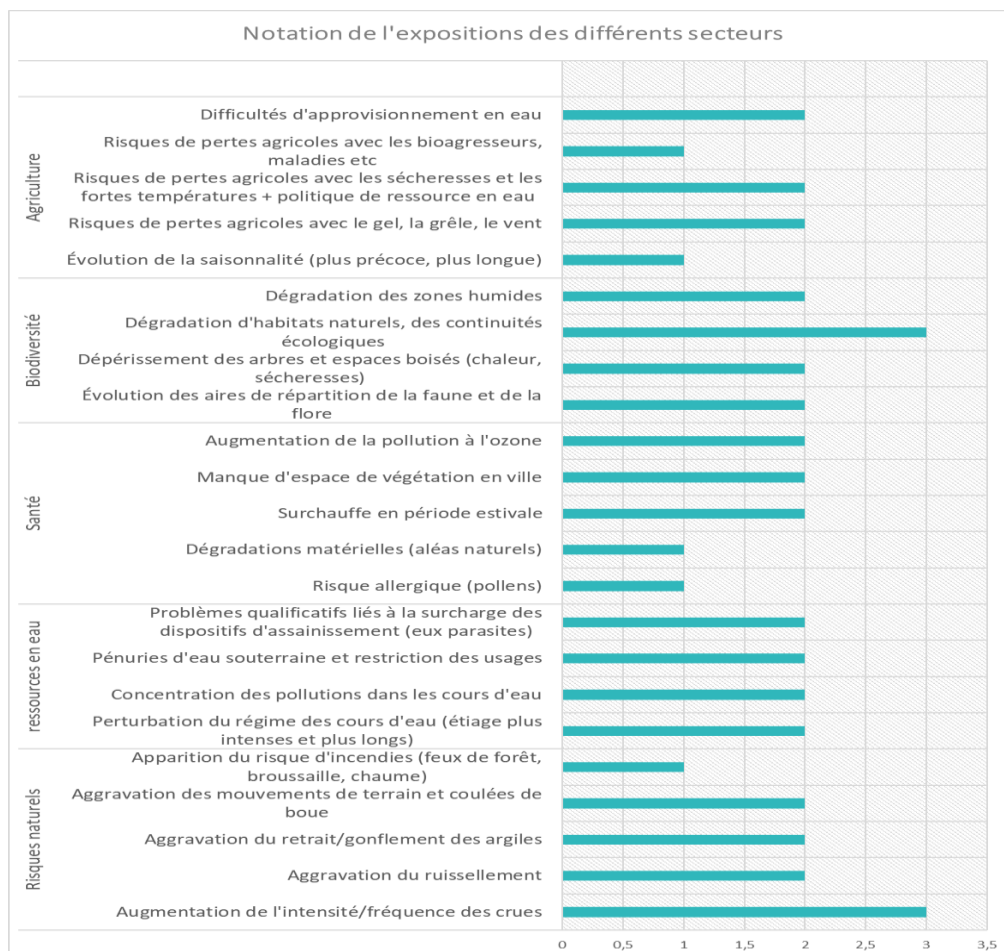 Notation de l'expositions des différents secteurs
Agriculture
Difficultés d'approvisionnement en eau
Risques de pertes agricoles avec les bioagresseurs,
maladies etc
Risques de pertes agricoles avec les sécheresses et les
fortes températures + politique de ressource en eau
Risques de pertes agricoles avec le gel, la grêle, le vent
Évolution de la saisonnalité (plus précoce, plus longue)
Biodiversité
Dégradation des zones humides
Dégradation d'habitats naturels, des continuités
écologiques
Dépérissement des arbres et espaces boisés (chaleur,
sécheresses)
Évolution des aires de répartition de la faune et de la
flore
Santé
Augmentation de la pollution à l'ozone
Manque d'espace de végétation en ville
Surchauffe en période estivale
Dégradations matérielles (aléas naturels)
Risque allergique (pollens)
ressources en eau
Problèmes qualificatifs liés à la surcharge des
dispositifs d'assainissement (eux parasites)
Pénuries d'eau souterraine et restriction des usages
Concentration des pollutions dans les cours d'eau
Perturbation du régime des cours d'eau (étiage plus
intenses et plus longs)
Risques naturels
Apparition du risque d'incendies (feux de forêt,
broussaille, chaume)
Aggravation des mouvements de terrain et coulées de
boue
Aggravation du retrait/gonflement des argiles
Aggravation du ruissellement
Augmentation de l'intensité/fréquence des crues
0 0,5 1 1,5 2 2,5 3 3,5